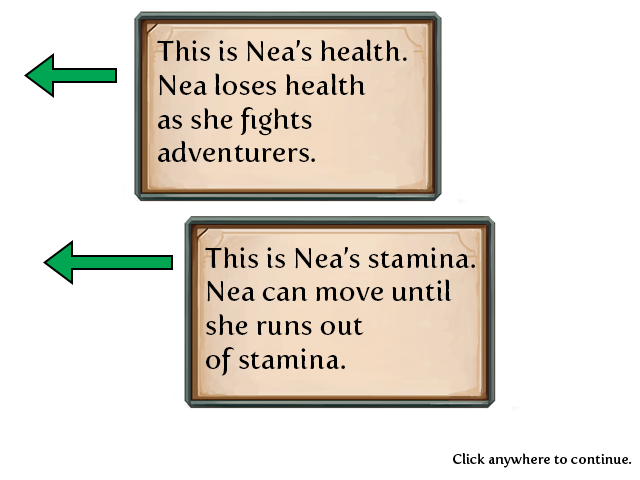 This is Nea's health.
Nea loses health
as she fights
adventurers.
This is Nea's stamina.
Nea can move until
she runs out
of stamina.
Click anywhere to continue.